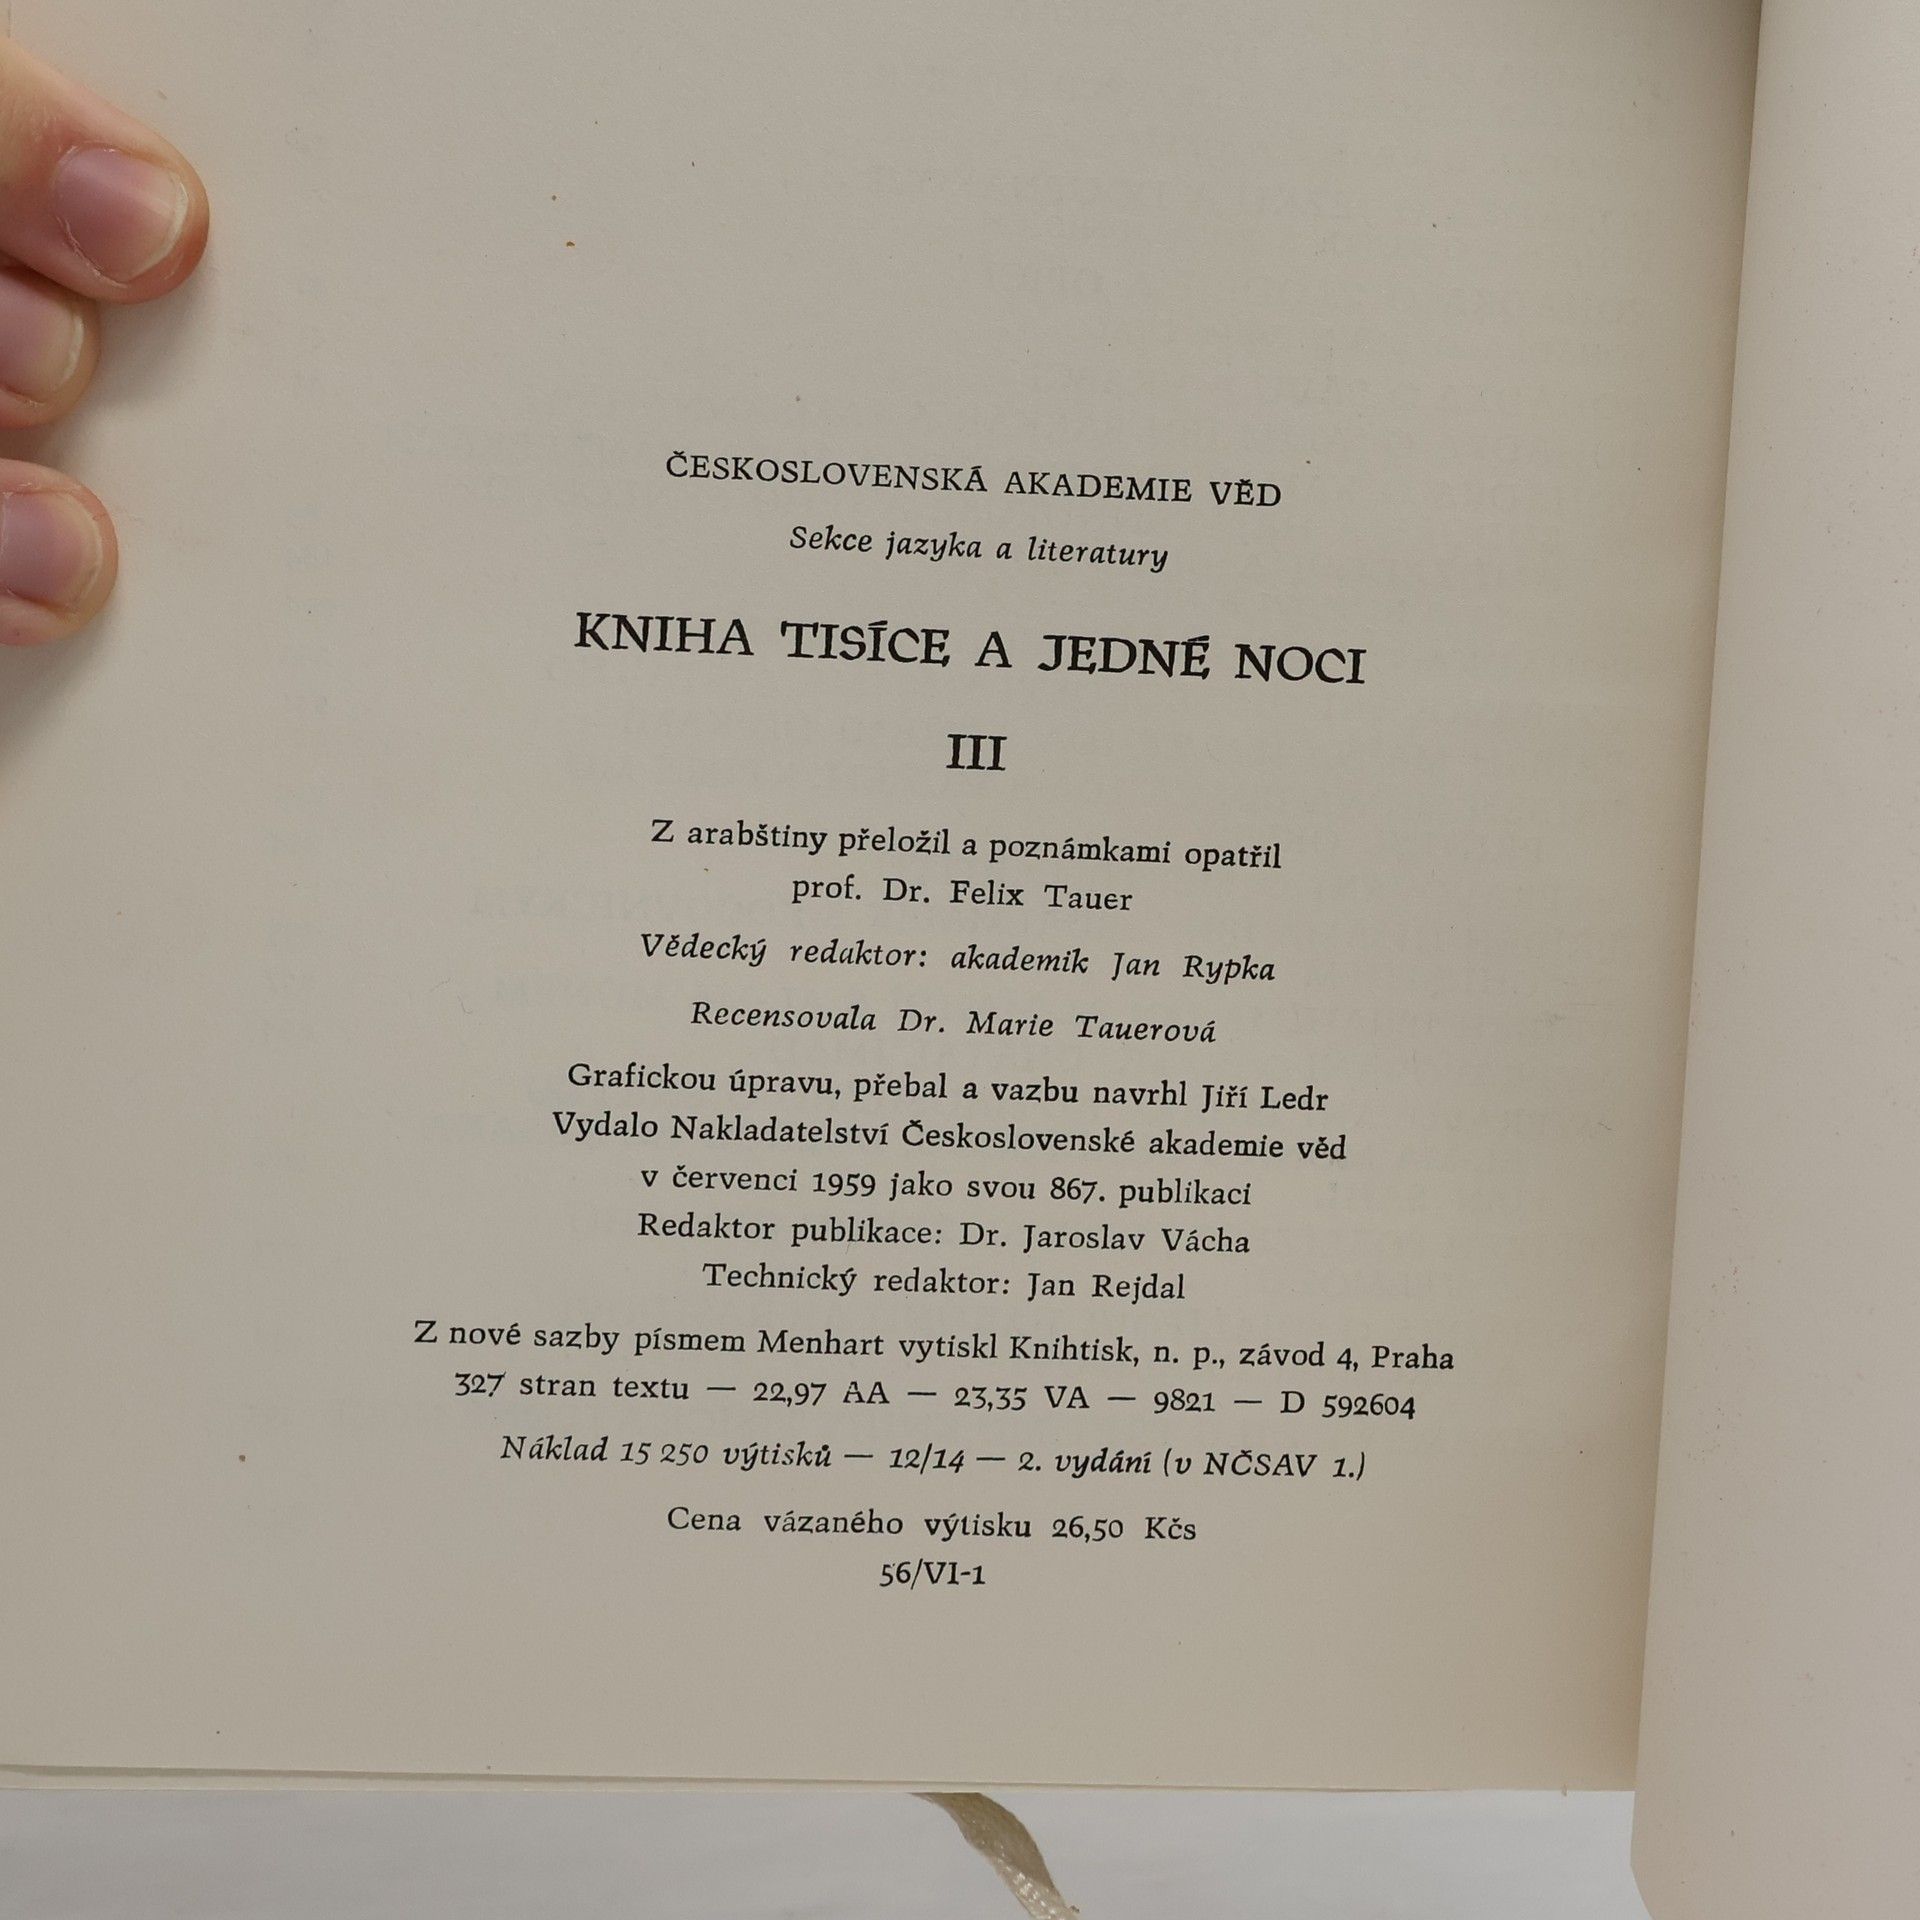 ČESKOSLOVENSKÁ AKADEMIE VĚD
Sekce jazyka a literatury
KNIHA TISÍCE A JEDNÉ NOCI
III
Z arabštiny přeložil a poznámkami opatřil
prof. Dr. Felix Tauer
Vědecký redaktor: akademik Jan Rypka
Recensovala Dr. Marie Tauerová
Grafickou úpravu, přebal a vazbu navrhl Jiří Ledr
Vydalo Nakladatelství Československé akademie věd
v červenci 1959 jako svou 867. publikaci
Redaktor publikace: Dr. Jaroslav Vácha
Technický redaktor: Jan Rejdal
Z nové sazby písmem Menhart vytiskl Knihtisk, n. p., závod 4, Praha
327 stran textu — 22,97 AA — 23,35 VA — 9821 — D 592604
Náklad 15 250 výtisků — 12/14 — 2. vydání (v NČSAV 1.)
Cena vázaného výtisku 26,50 Kčs
56/VI-1